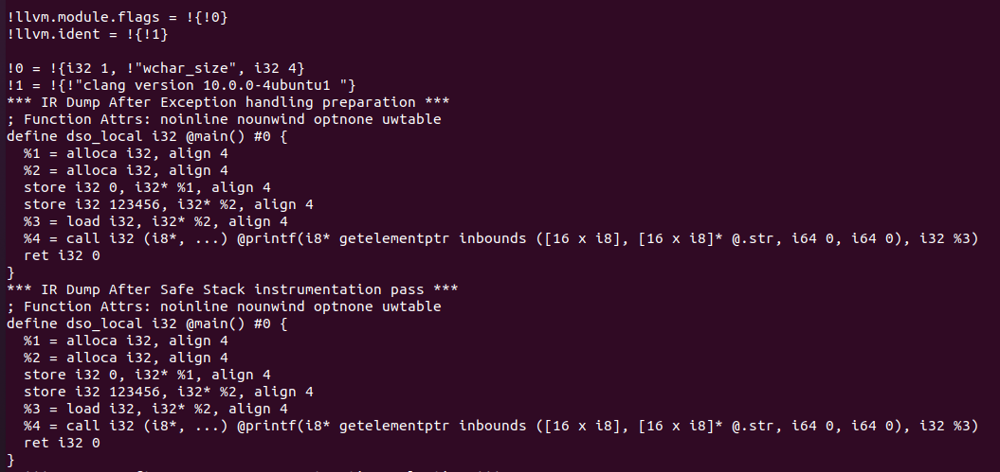 !llvm.module.flags = !{!0}
!llvm.ident = !{!1}

!0 = !{i32 1, !"wchar_size", i32 4}
!1 = !{!"clang version 10.0.0-4ubuntu1 "}
*** IR Dump After Exception handling preparation ***
; Function Attrs: noinline nounwind optnone uwtable
define dso_local i32 @main() #0 {
  %1 = alloca i32, align 4
  %2 = alloca i32, align 4
  store i32 0, i32* %1, align 4
  store i32 123456, i32* %2, align 4
  %3 = load i32, i32* %2, align 4
  %4 = call i32 (i8*, ...) @printf(i8* getelementptr inbounds ([16 x i8], [16 x i8]* @.str, i64 0, i64 0), i32 %3)
  ret i32 0
}
*** IR Dump After Safe Stack instrumentation pass ***
; Function Attrs: noinline nounwind optnone uwtable
define dso_local i32 @main() #0 {
  %1 = alloca i32, align 4
  %2 = alloca i32, align 4
  store i32 0, i32* %1, align 4
  store i32 123456, i32* %2, align 4
  %3 = load i32, i32* %2, align 4
  %4 = call i32 (i8*, ...) @printf(i8* getelementptr inbounds ([16 x i8], [16 x i8]* @.str, i64 0, i64 0), i32 %3)
  ret i32 0
}